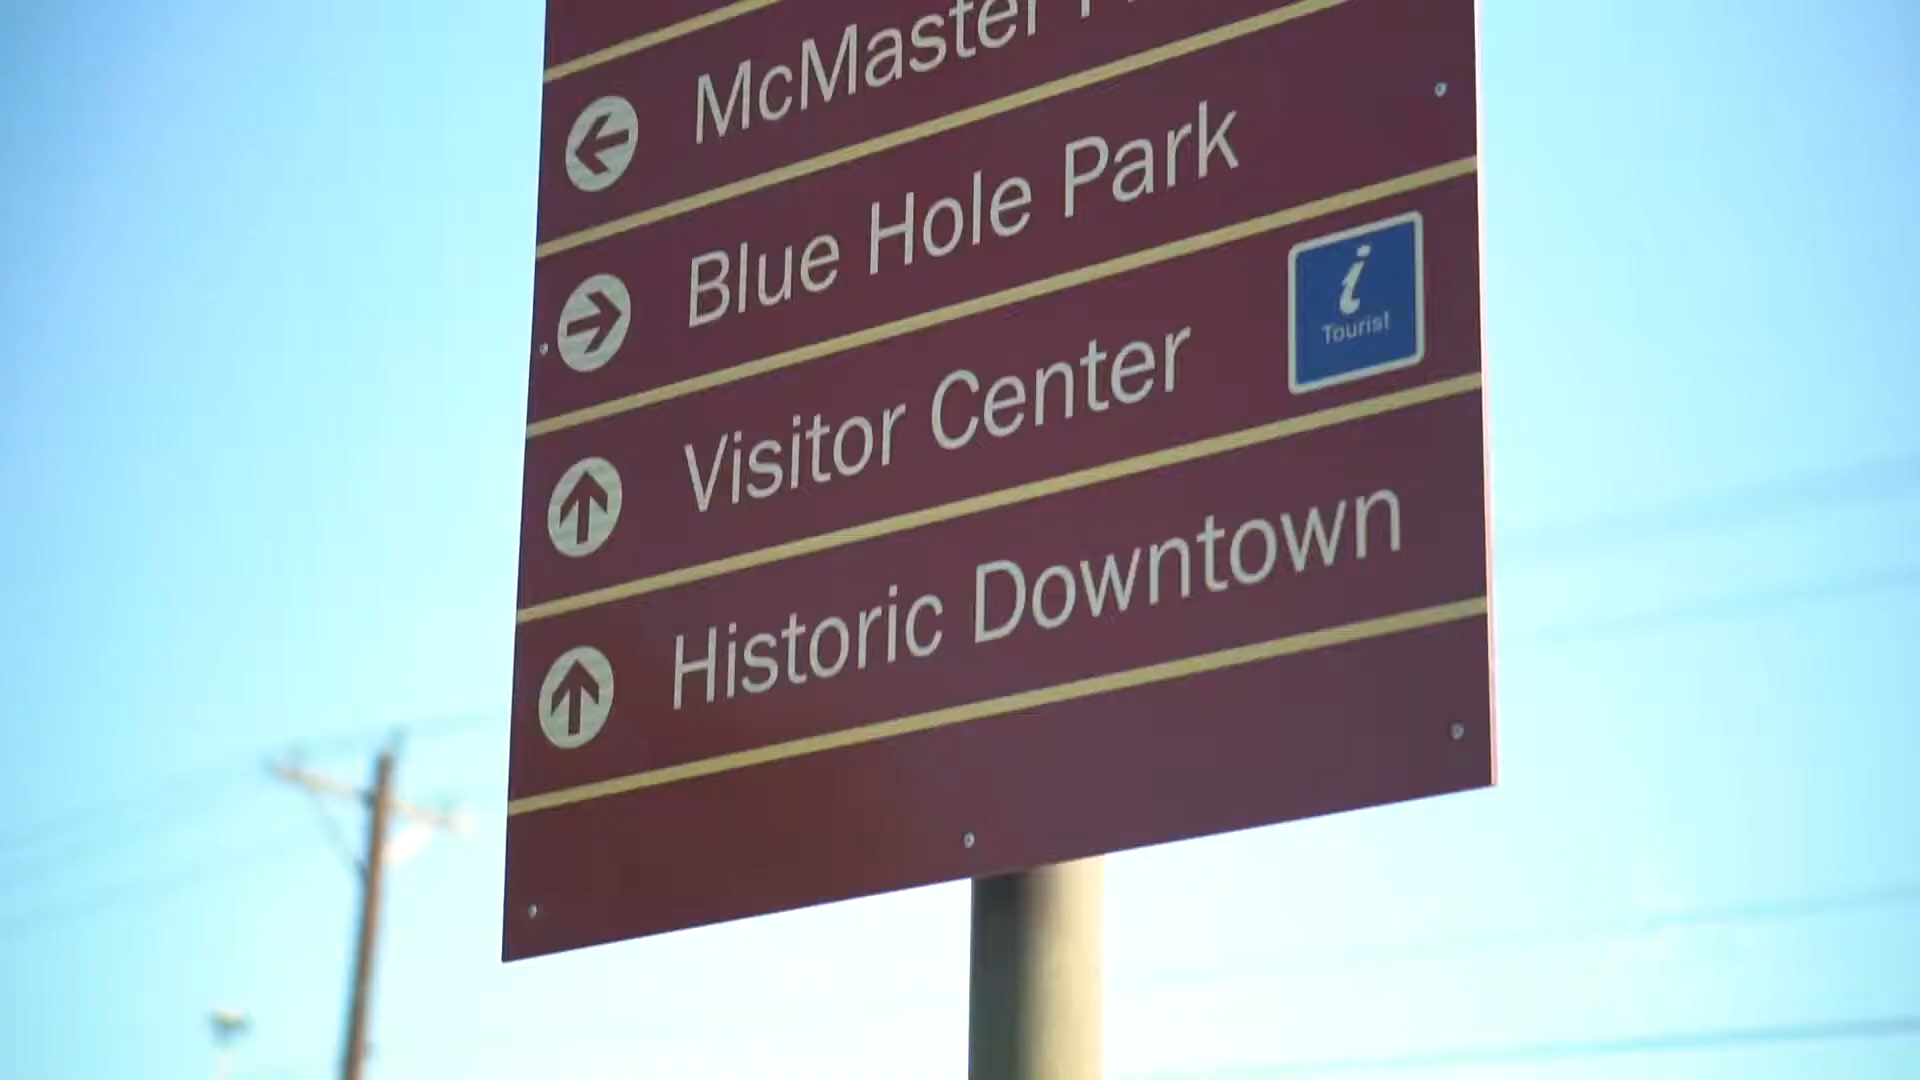 McMaster
Blue Hole Park
i
Tourist
Visitor Center
Historic Downtown